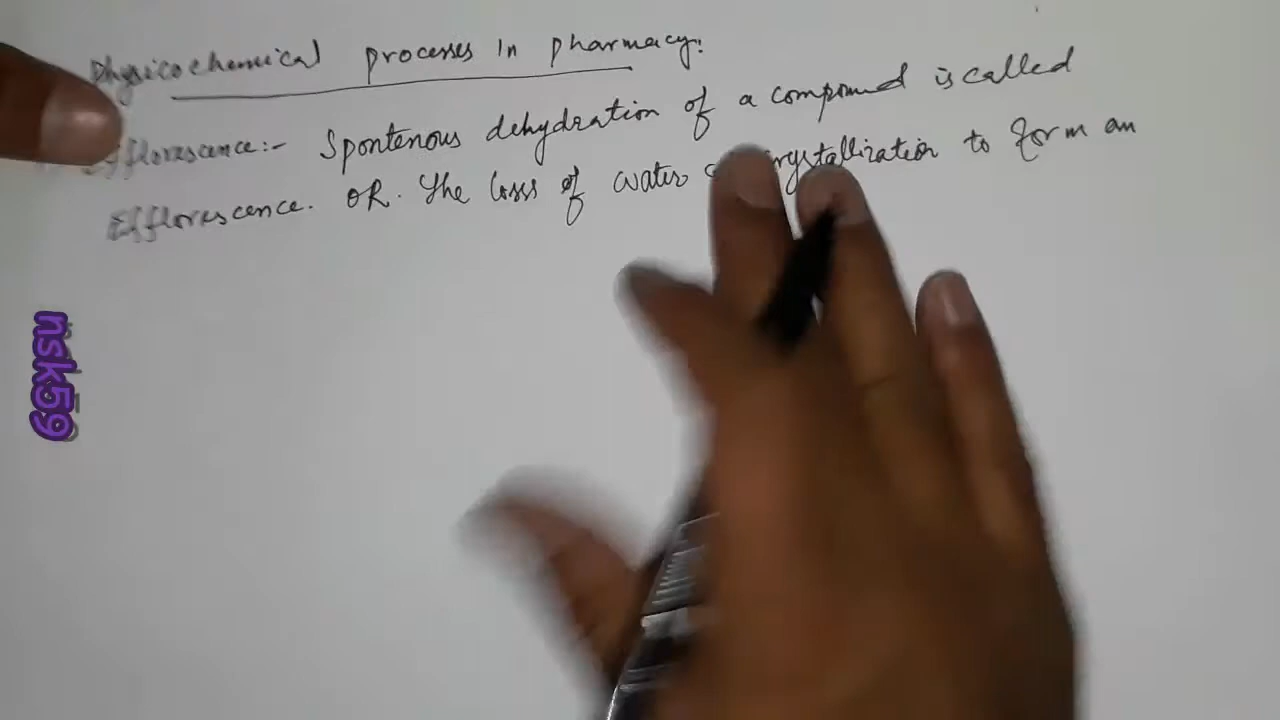 Physicochemical processes in pharmacy:
Efflorescence:- Spontenous dehydration of a compound is called
Efflorescence. OR. The loss of water crystallization to form an
nsk59